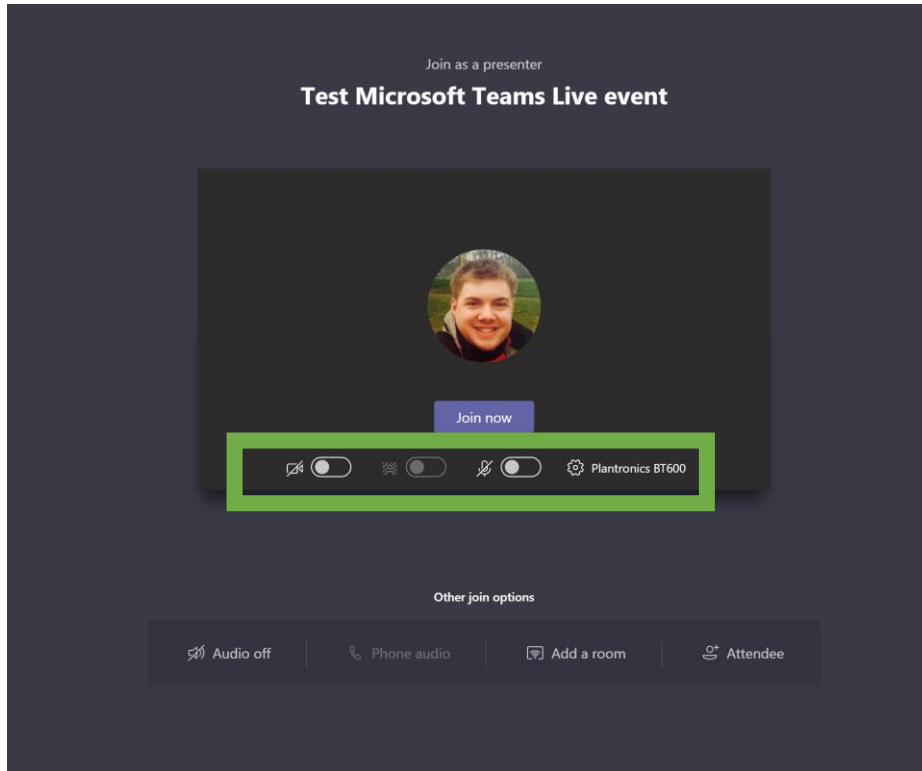 Join as a presenter
Test Microsoft Teams Live event
Join now
Plantronics BT600
Other join options
Audio off
Phone audio
Add a room
Attendee